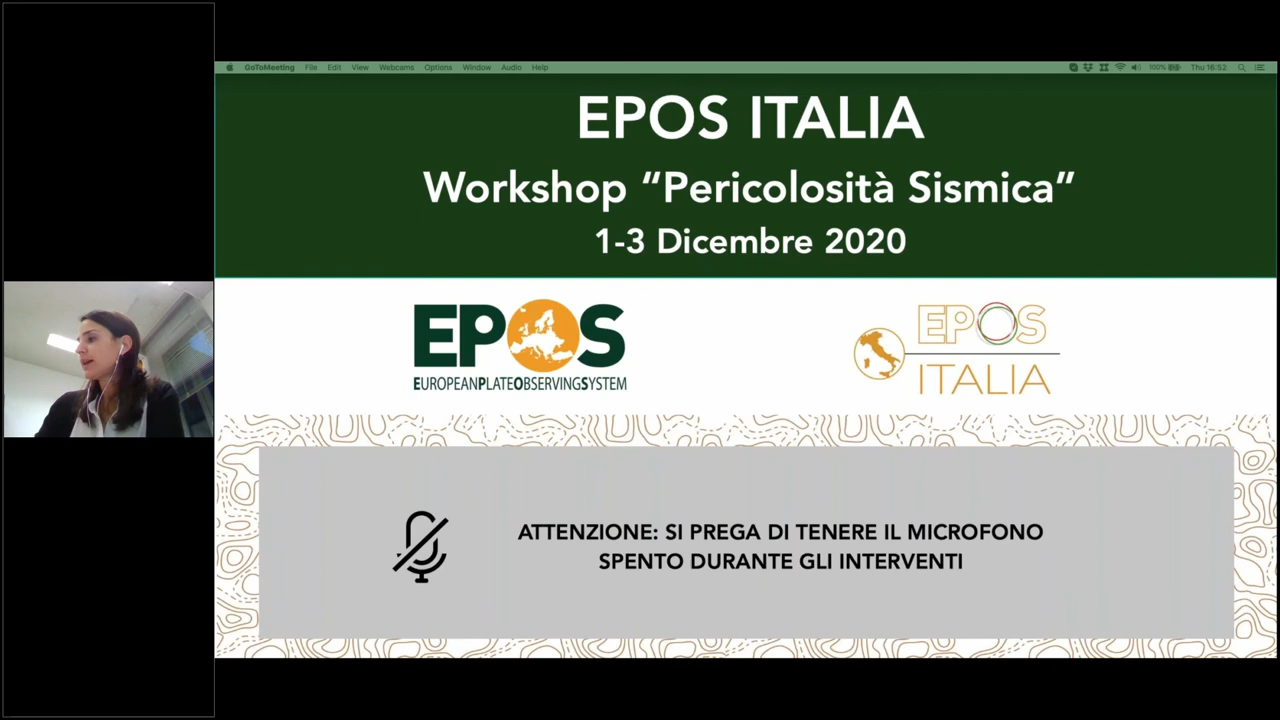 GoToMeeting File Edit View Webcams Options Window Audio Help 100% Thu 16:52
EPOS ITALIA
Workshop “Pericolosità Sismica”
1-3 Dicembre 2020
EPOS
EUROPEANPLATEOBSERVINGSYSTEM
EPOS
ITALIA
ATTENZIONE: SI PREGA DI TENERE IL MICROFONO
SPENTO DURANTE GLI INTERVENTI